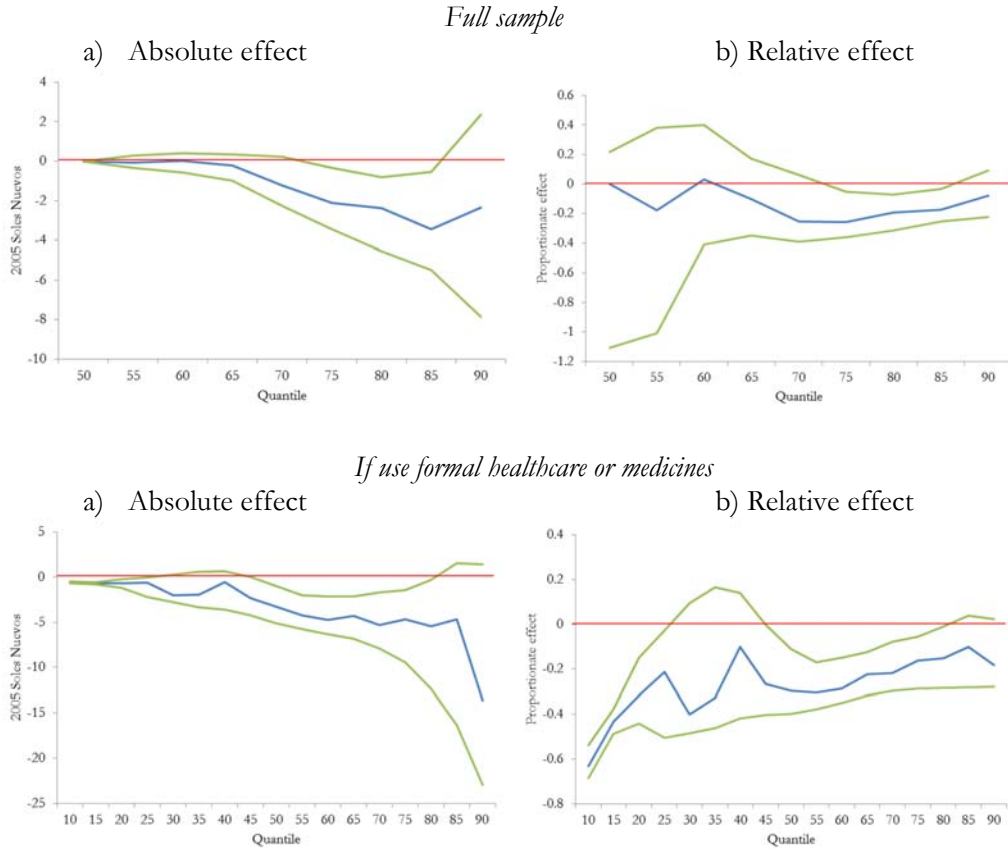 Full sample
a) Absolute effect
b) Relative effect
4
2
0
-2
-4
-6
-8
-10
2005 Soles Nuevos
50 55 60 65 70 75 80 85 90
Quantile
0.6
0.4
0.2
0
-0.2
-0.4
-0.6
-0.8
-1
-1.2
Proportionate effect
50 55 60 65 70 75 80 85 90
Quantile
If use formal healthcare or medicines
a) Absolute effect
b) Relative effect
5
0
-5
-10
-15
-20
-25
2005 Soles Nuevos
10 15 20 25 30 35 40 45 50 55 60 65 70 75 80 85 90
Quantile
0.4
0.2
0
-0.2
-0.4
-0.6
-0.8
Proportionate effect
10 15 20 25 30 35 40 45 50 55 60 65 70 75 80 85 90
Quantile